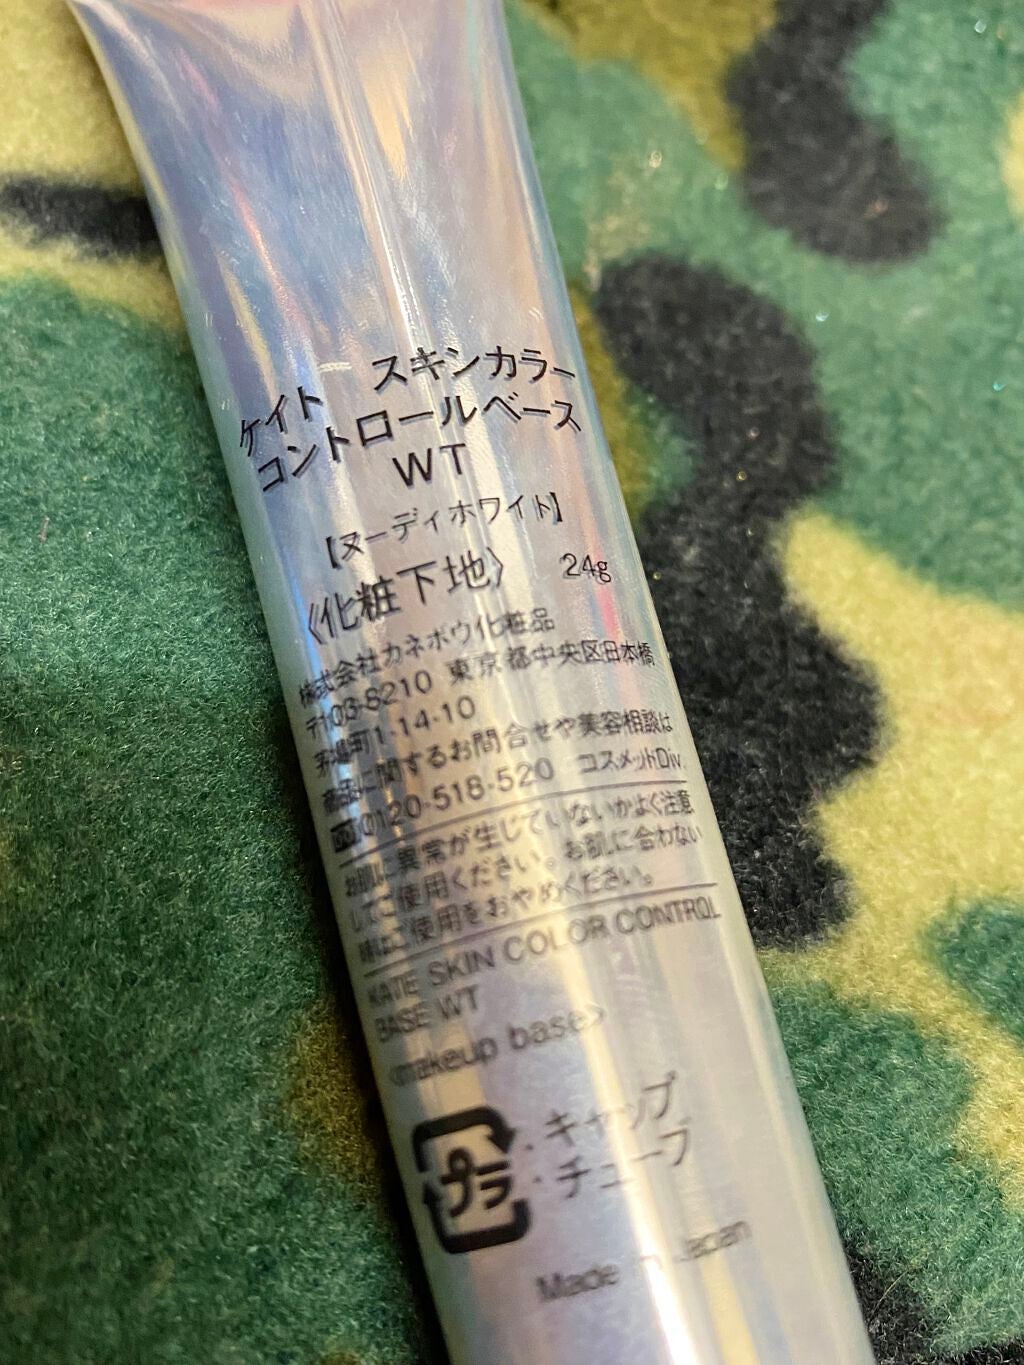 ケイト　スキンカラー
コントロールベース
WT
【ヌーディホワイト】
《化粧下地》　24g
株式会社カネボウ化粧品
〒103-8210 東京都中央区日本橋
茅場町1-14-10
商品に関するお問合せや美容相談は
0120-518-520　コスメットDiv.
お肌に異常が生じていないかよく注意
してご使用ください。お肌に合わない
時はご使用をおやめください。
KATE SKIN COLOR CONTROL
BASE WT
<makeup base>
プラ
・キャップ
・チューブ
Made in Japan